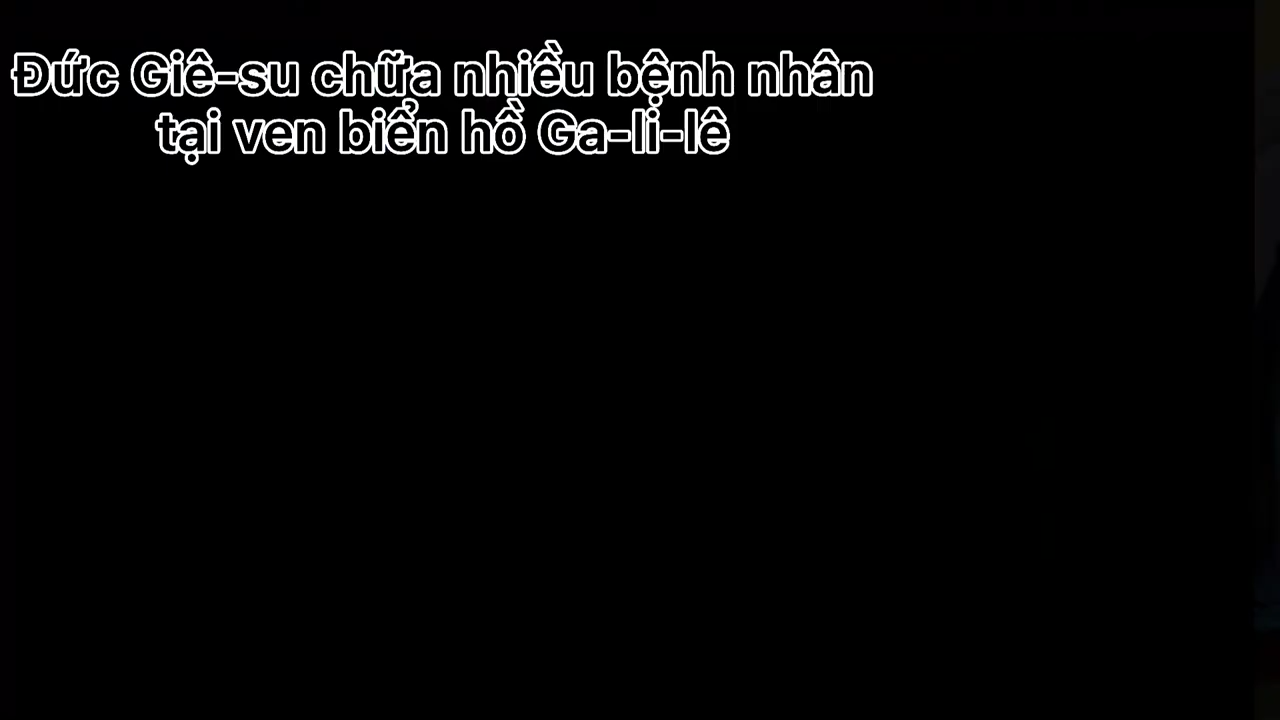 Đức Giê-su chữa nhiều bệnh nhân
tại ven biển hồ Ga-li-lê